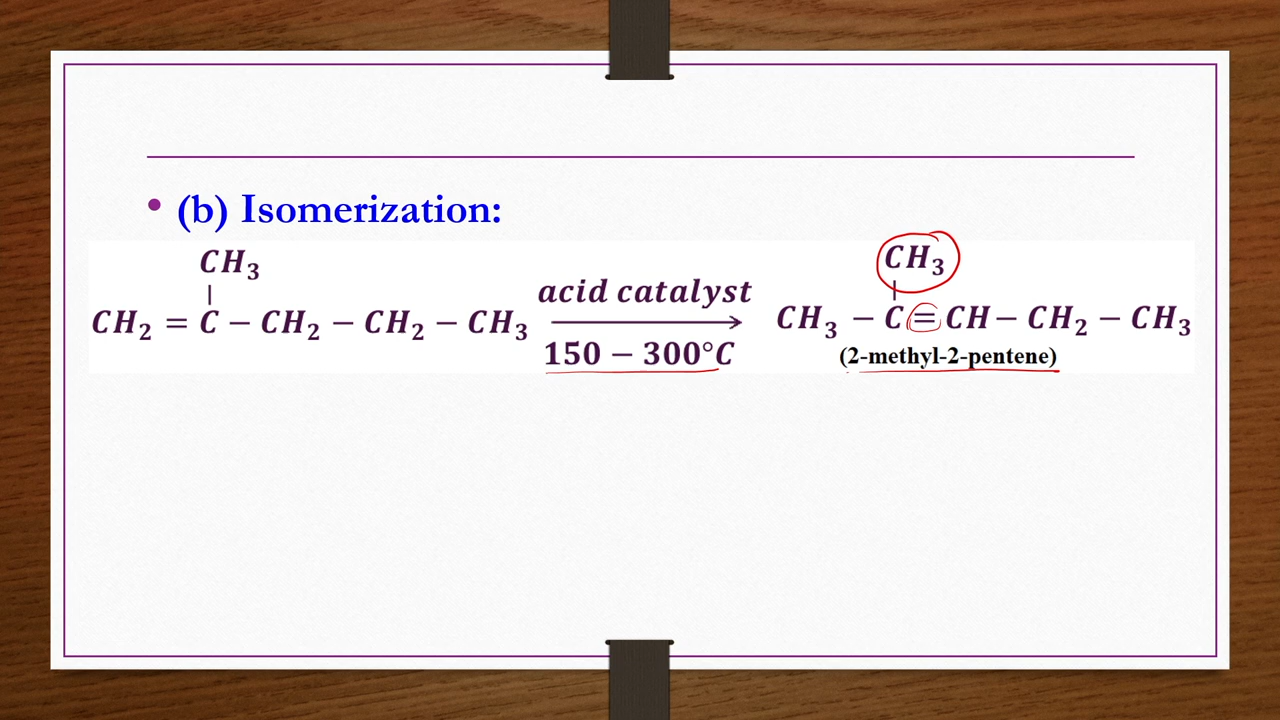 • (b) Isomerization:
CH₃ CH₃
| |
CH₂ = C − CH₂ − CH₂ − CH₃ acid catalyst CH₃ − C = CH − CH₂ − CH₃
150 − 300°C (2-methyl-2-pentene)